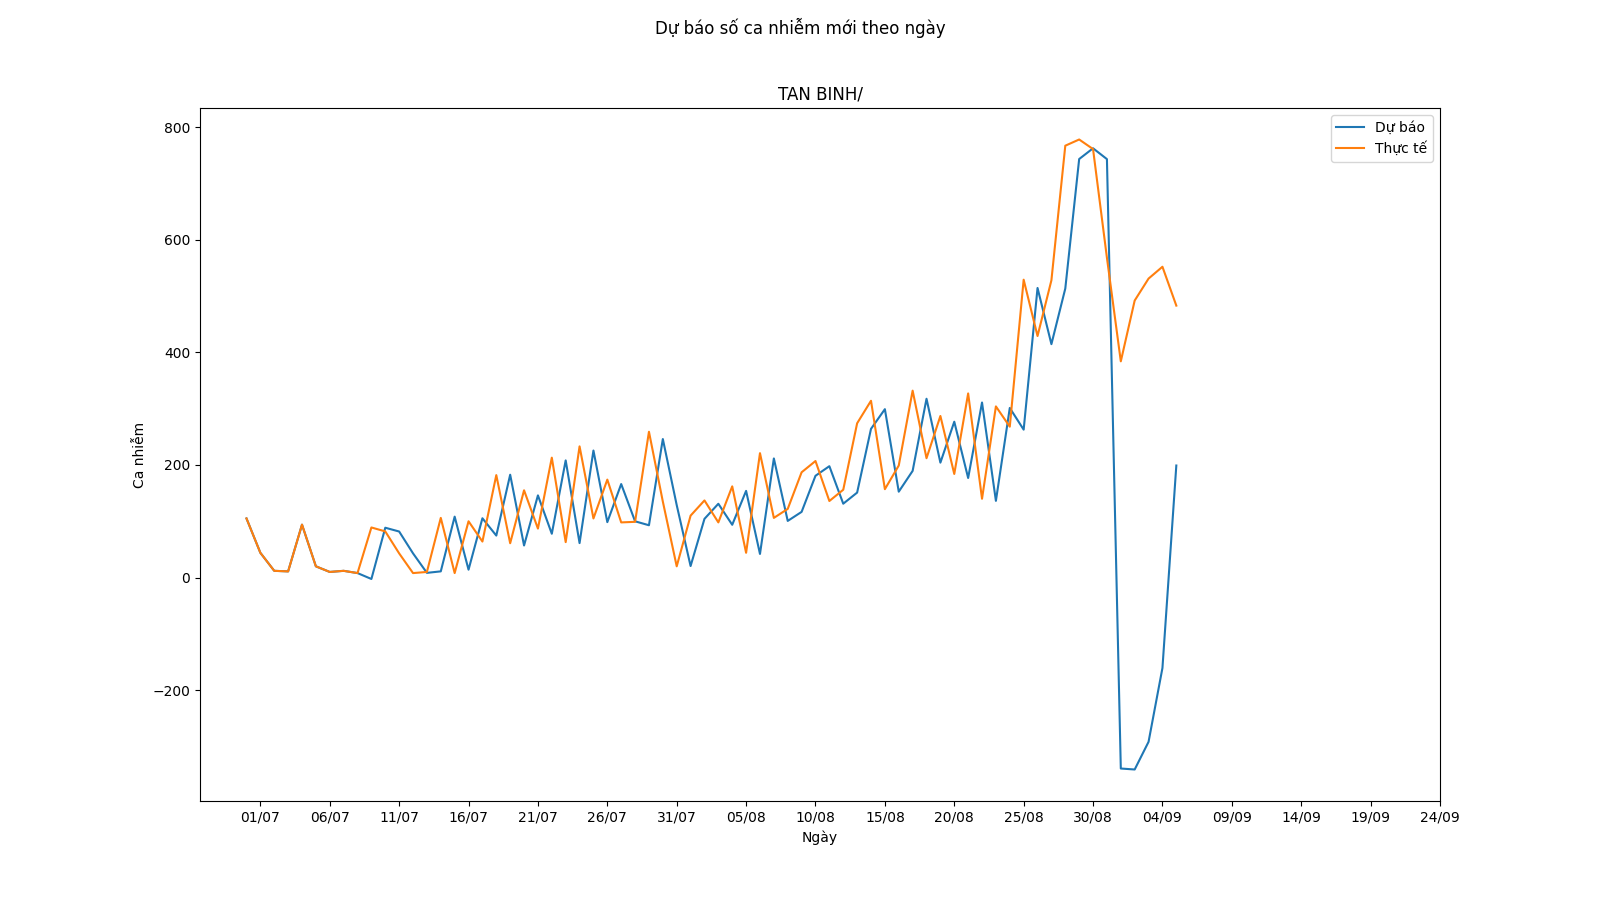 Dự báo số ca nhiễm mới theo ngày
TAN BINH/
Dự báo
Thực tế
800
600
400
200
0
−200
Ca nhiễm
01/07 06/07 11/07 16/07 21/07 26/07 31/07 05/08 10/08 15/08 20/08 25/08 30/08 04/09 09/09 14/09 19/09 24/09
Ngày